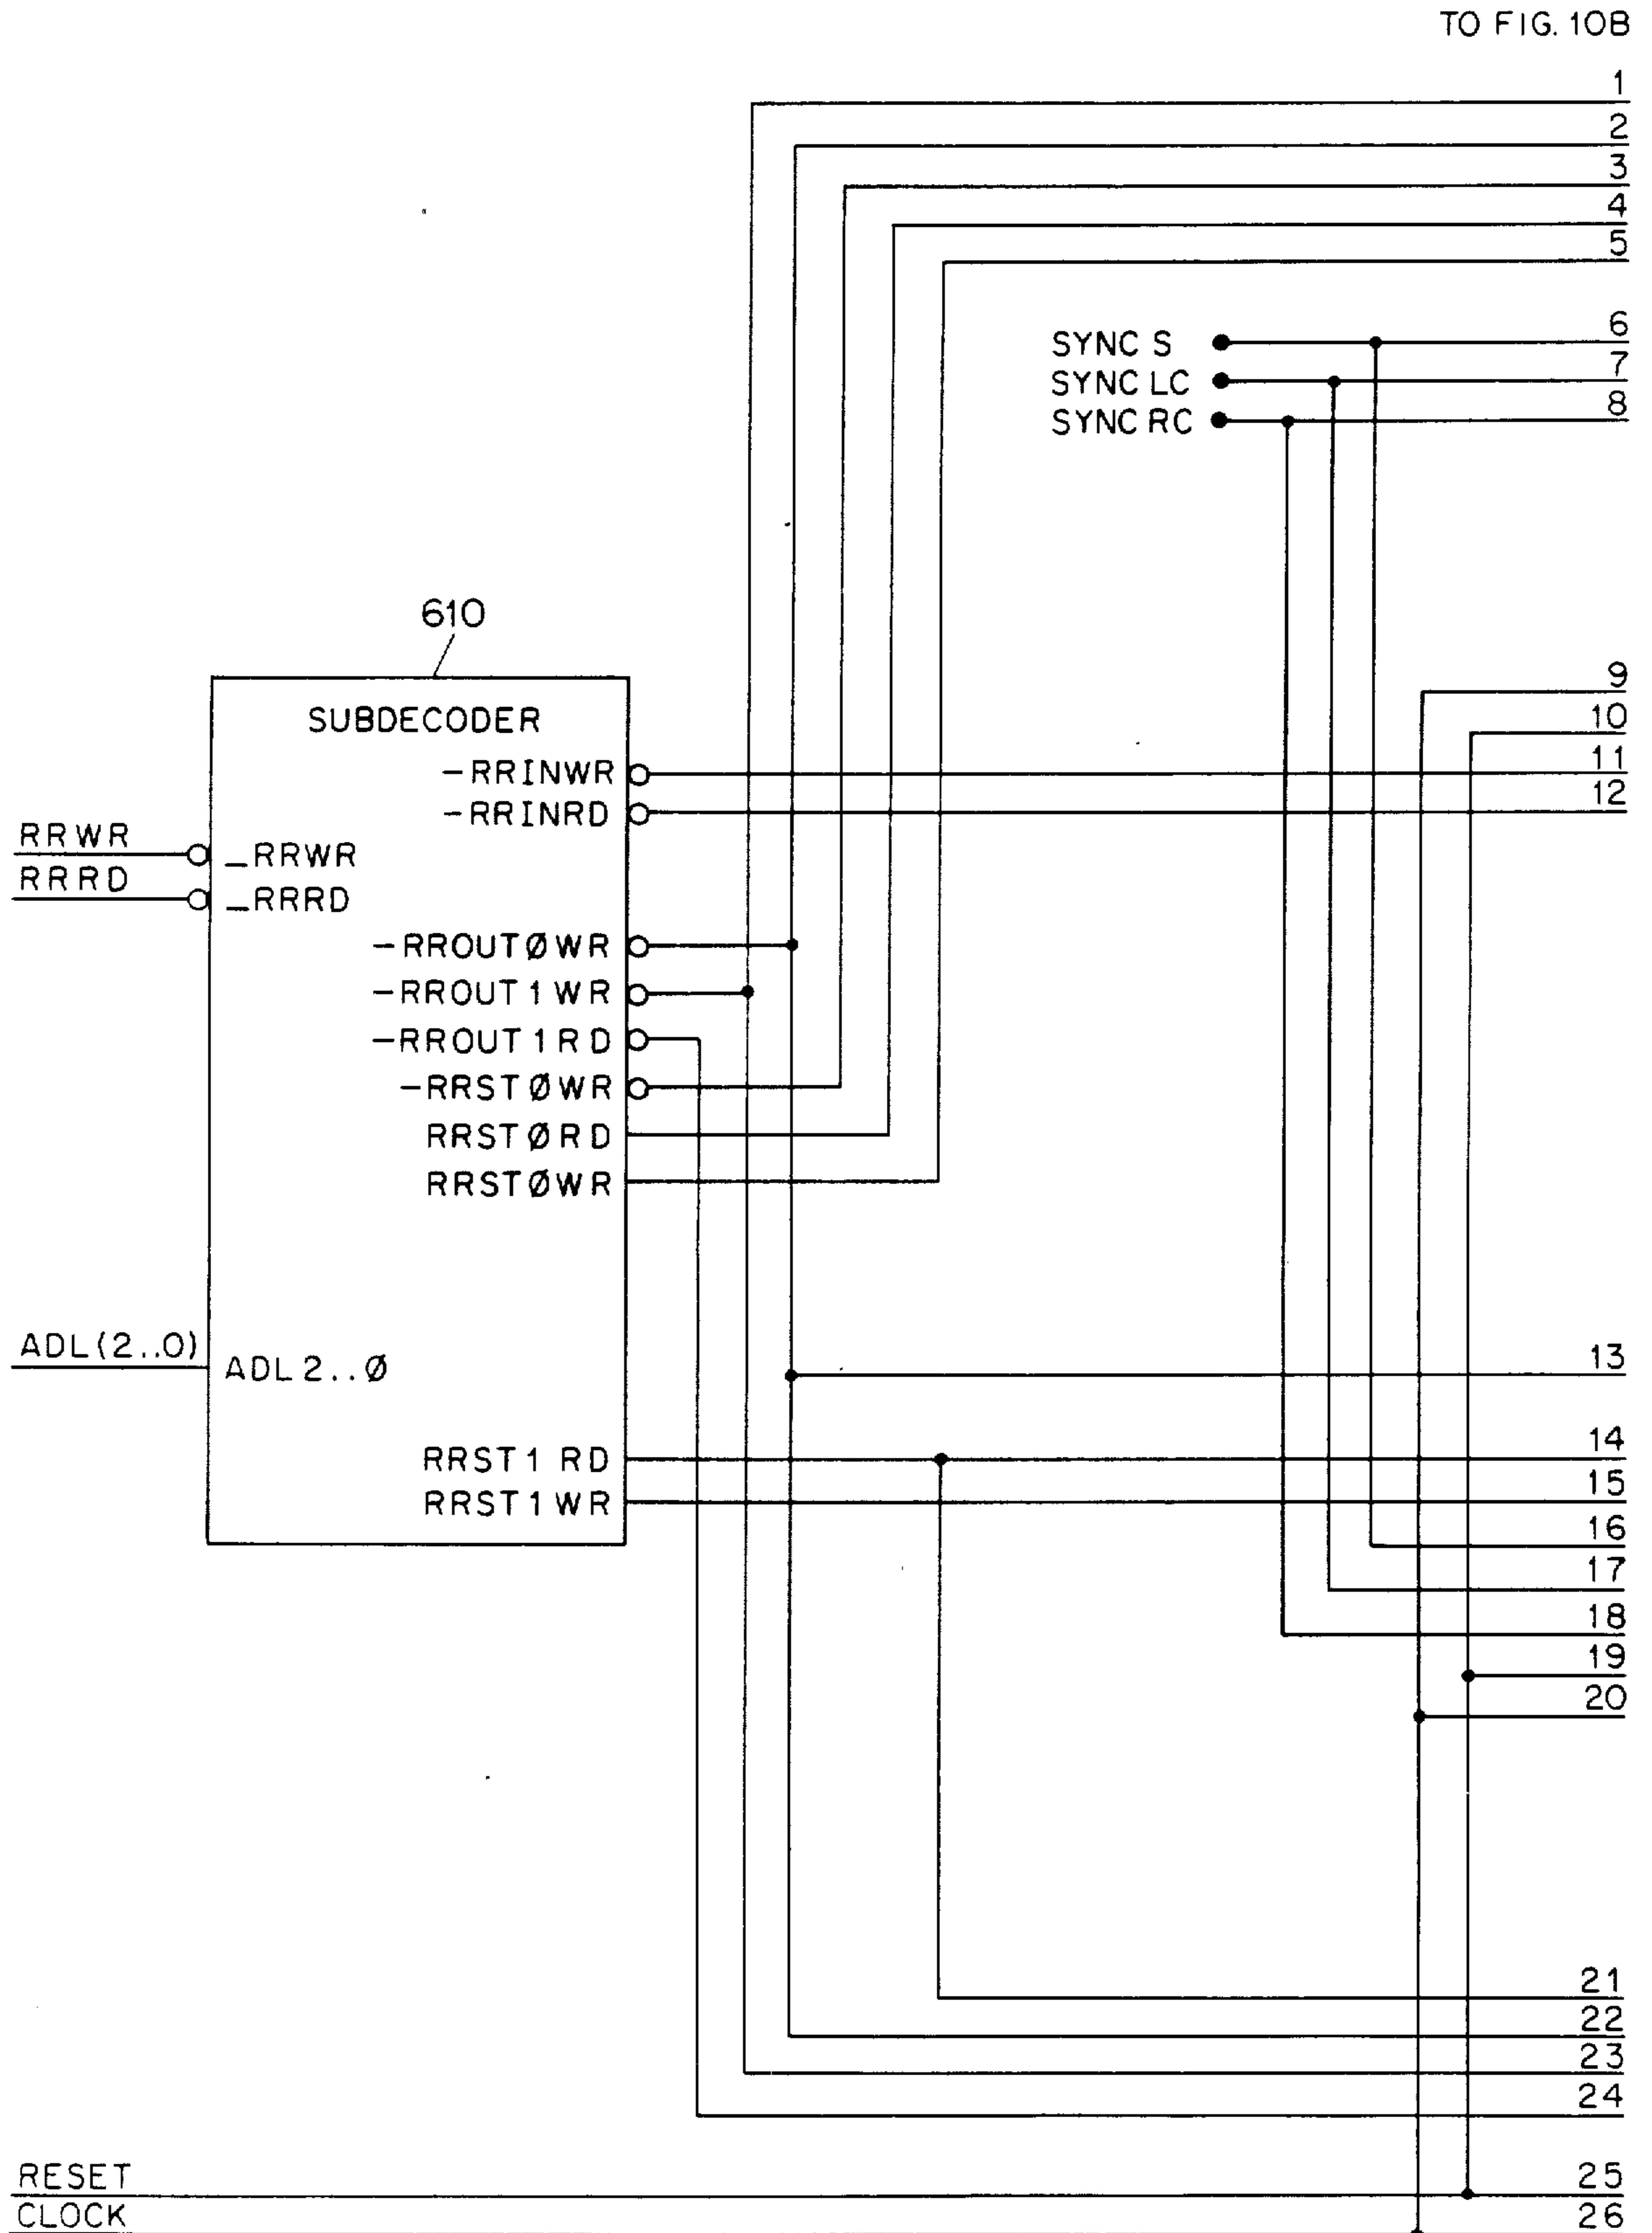 TO FIG. 10B
1
2
3
4
5
SYNC S 6
SYNC LC 7
SYNC RC 8
610
9
SUBDECODER
10
-RRINWR 11
-RRINRD 12
RRWR
_RRWR
RRRD
_RRRD
-RROUTØWR
-RROUT1WR
-RROUT1RD
-RRSTØWR
RRSTØRD
RRSTØWR
ADL(2..0)
ADL2..Ø
13
RRST1 RD 14
RRST1WR 15
16
17
18
19
20
21
22
23
24
RESET 25
CLOCK 26